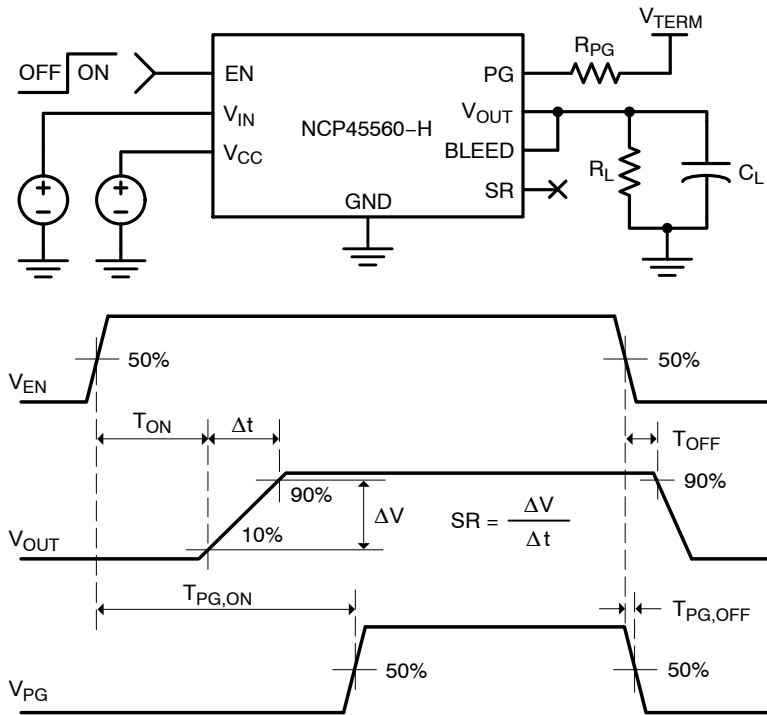 V_TERM
R_PG
OFF ON
EN
PG
V_IN
V_OUT
NCP45560−H
V_CC
BLEED
R_L
C_L
SR
GND
+
−
+
−
50%
50%
V_EN
T_ON
Δt
T_OFF
90%
90%
ΔV
SR = ΔV / Δt
10%
V_OUT
T_PG,ON
T_PG,OFF
50%
50%
V_PG